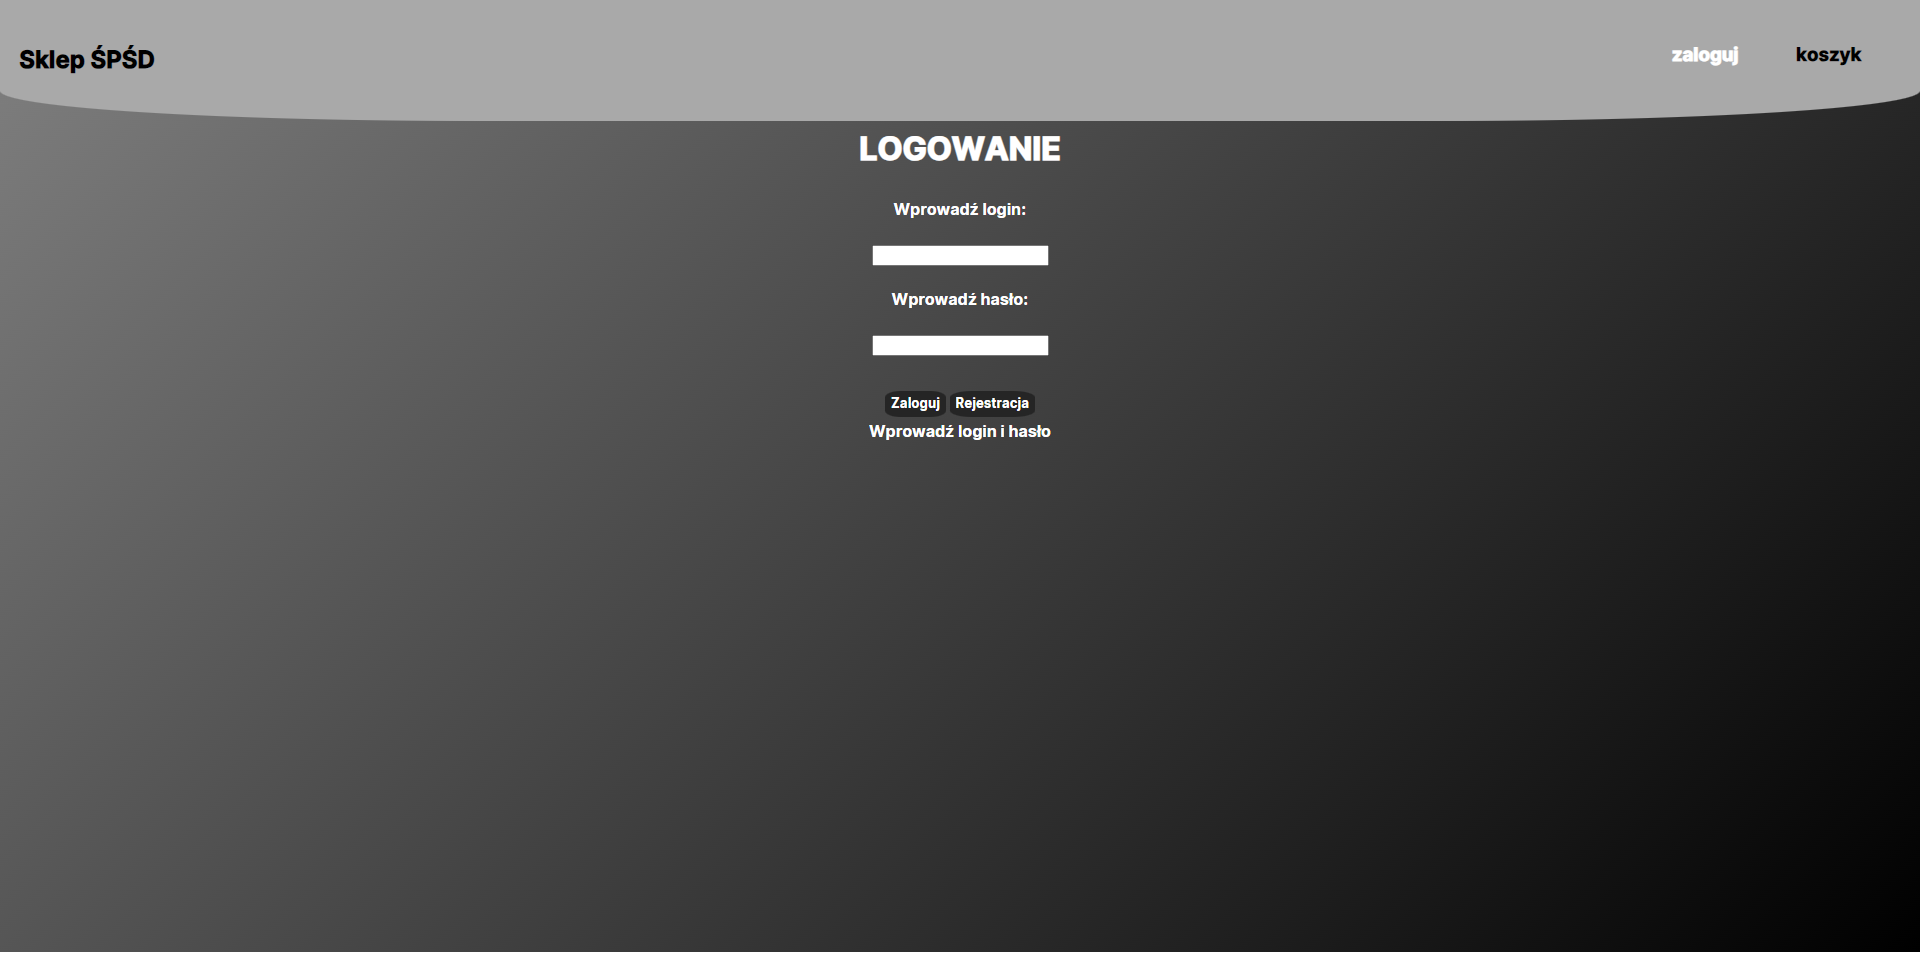 Sklep ŚPŚD
zaloguj
koszyk
LOGOWANIE
Wprowadź login:
Wprowadź hasło:
Zaloguj Rejestracja
Wprowadź login i hasło